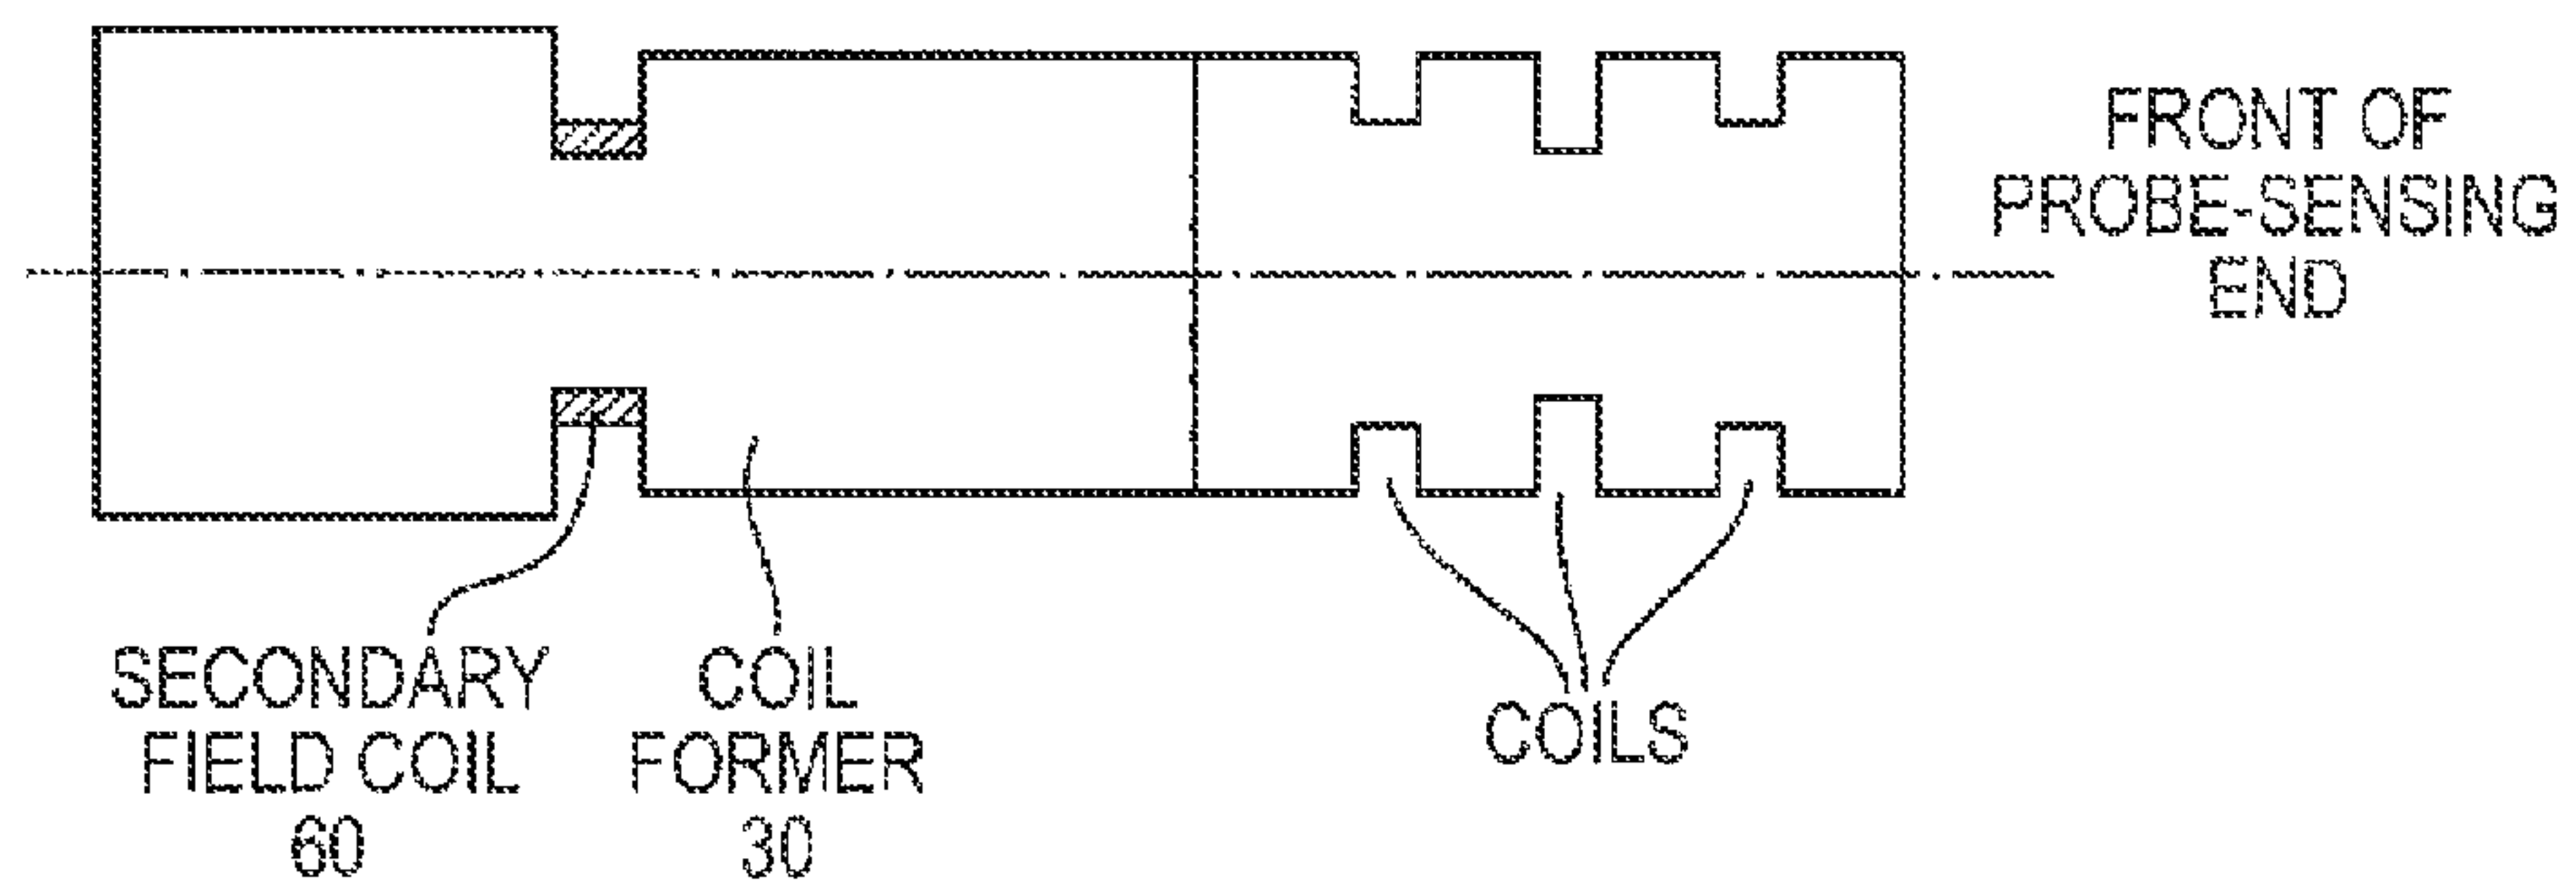 FRONT OF
PROBE-SENSING
END
SECONDARY
FIELD COIL
60
COIL
FORMER
30
COILS